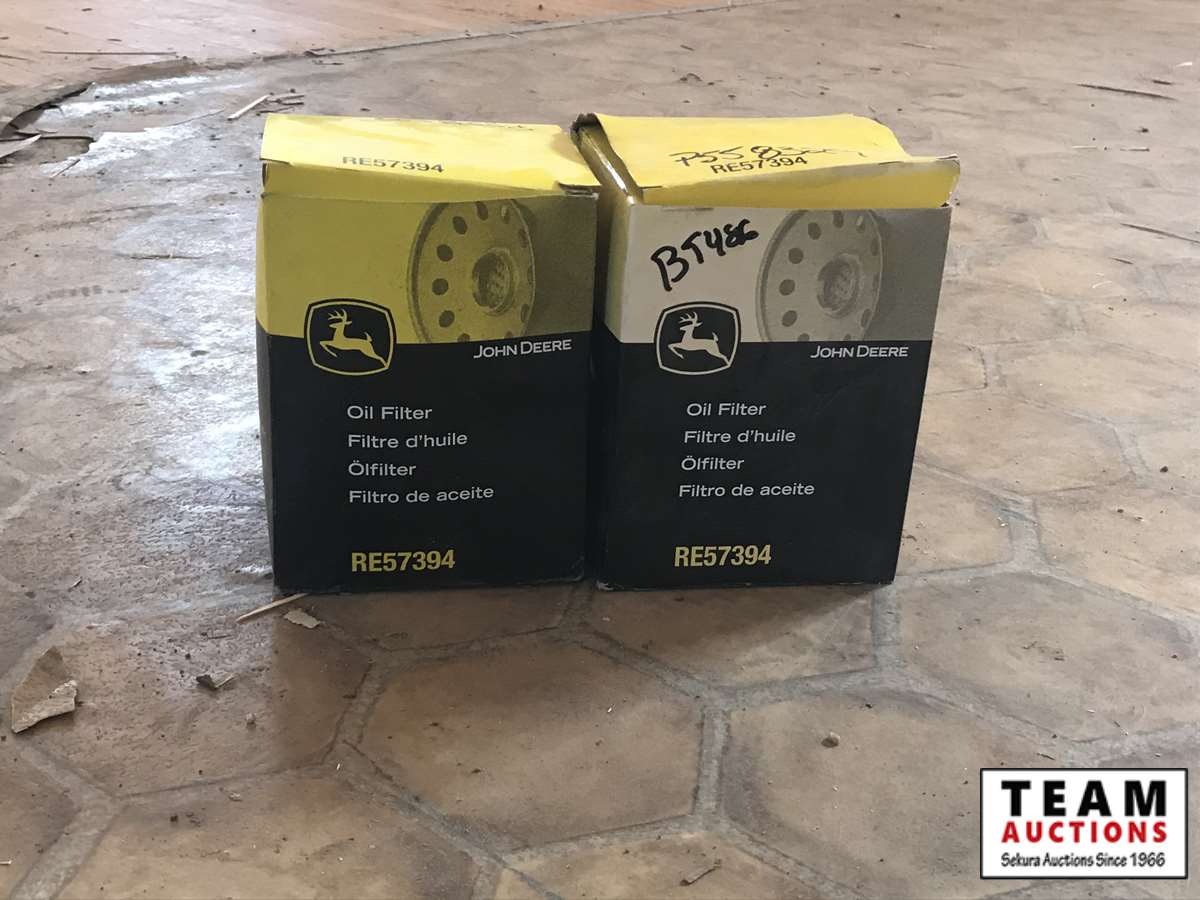 RE57394
JOHN DEERE
Oil Filter
Filtre d'huile
Ölfilter
Filtro de aceite
RE57394
RE57394
BT486
JOHN DEERE
Oil Filter
Filtre d'huile
Ölfilter
Filtro de aceite
RE57394
TEAM
AUCTIONS
Sekura Auctions Since 1966